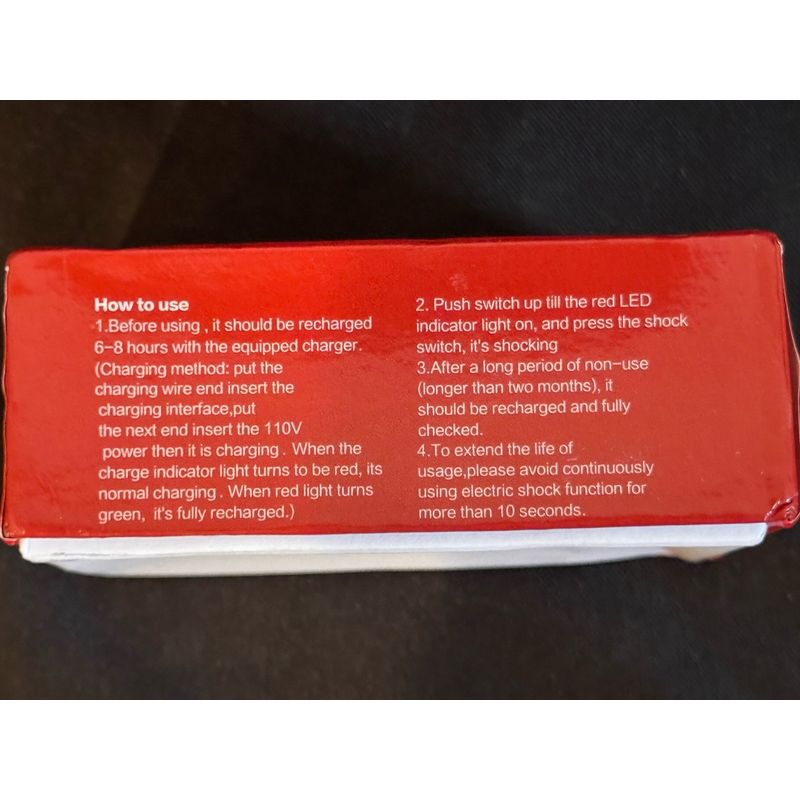 How to use
1.Before using , it should be recharged
6-8 hours with the equipped charger.
(Charging method: put the
charging wire end insert the
charging interface,put
the next end insert the 110V
power then it is charging . When the
charge indicator light turns to be red, its
normal charging . When red light turns
green, it's fully recharged.)
2. Push switch up till the red LED
indicator light on, and press the shock
switch, it's shocking
3.After a long period of non-use
(longer than two months), it
should be recharged and fully
checked.
4.To extend the life of
usage,please avoid continuously
using electric shock function for
more than 10 seconds.